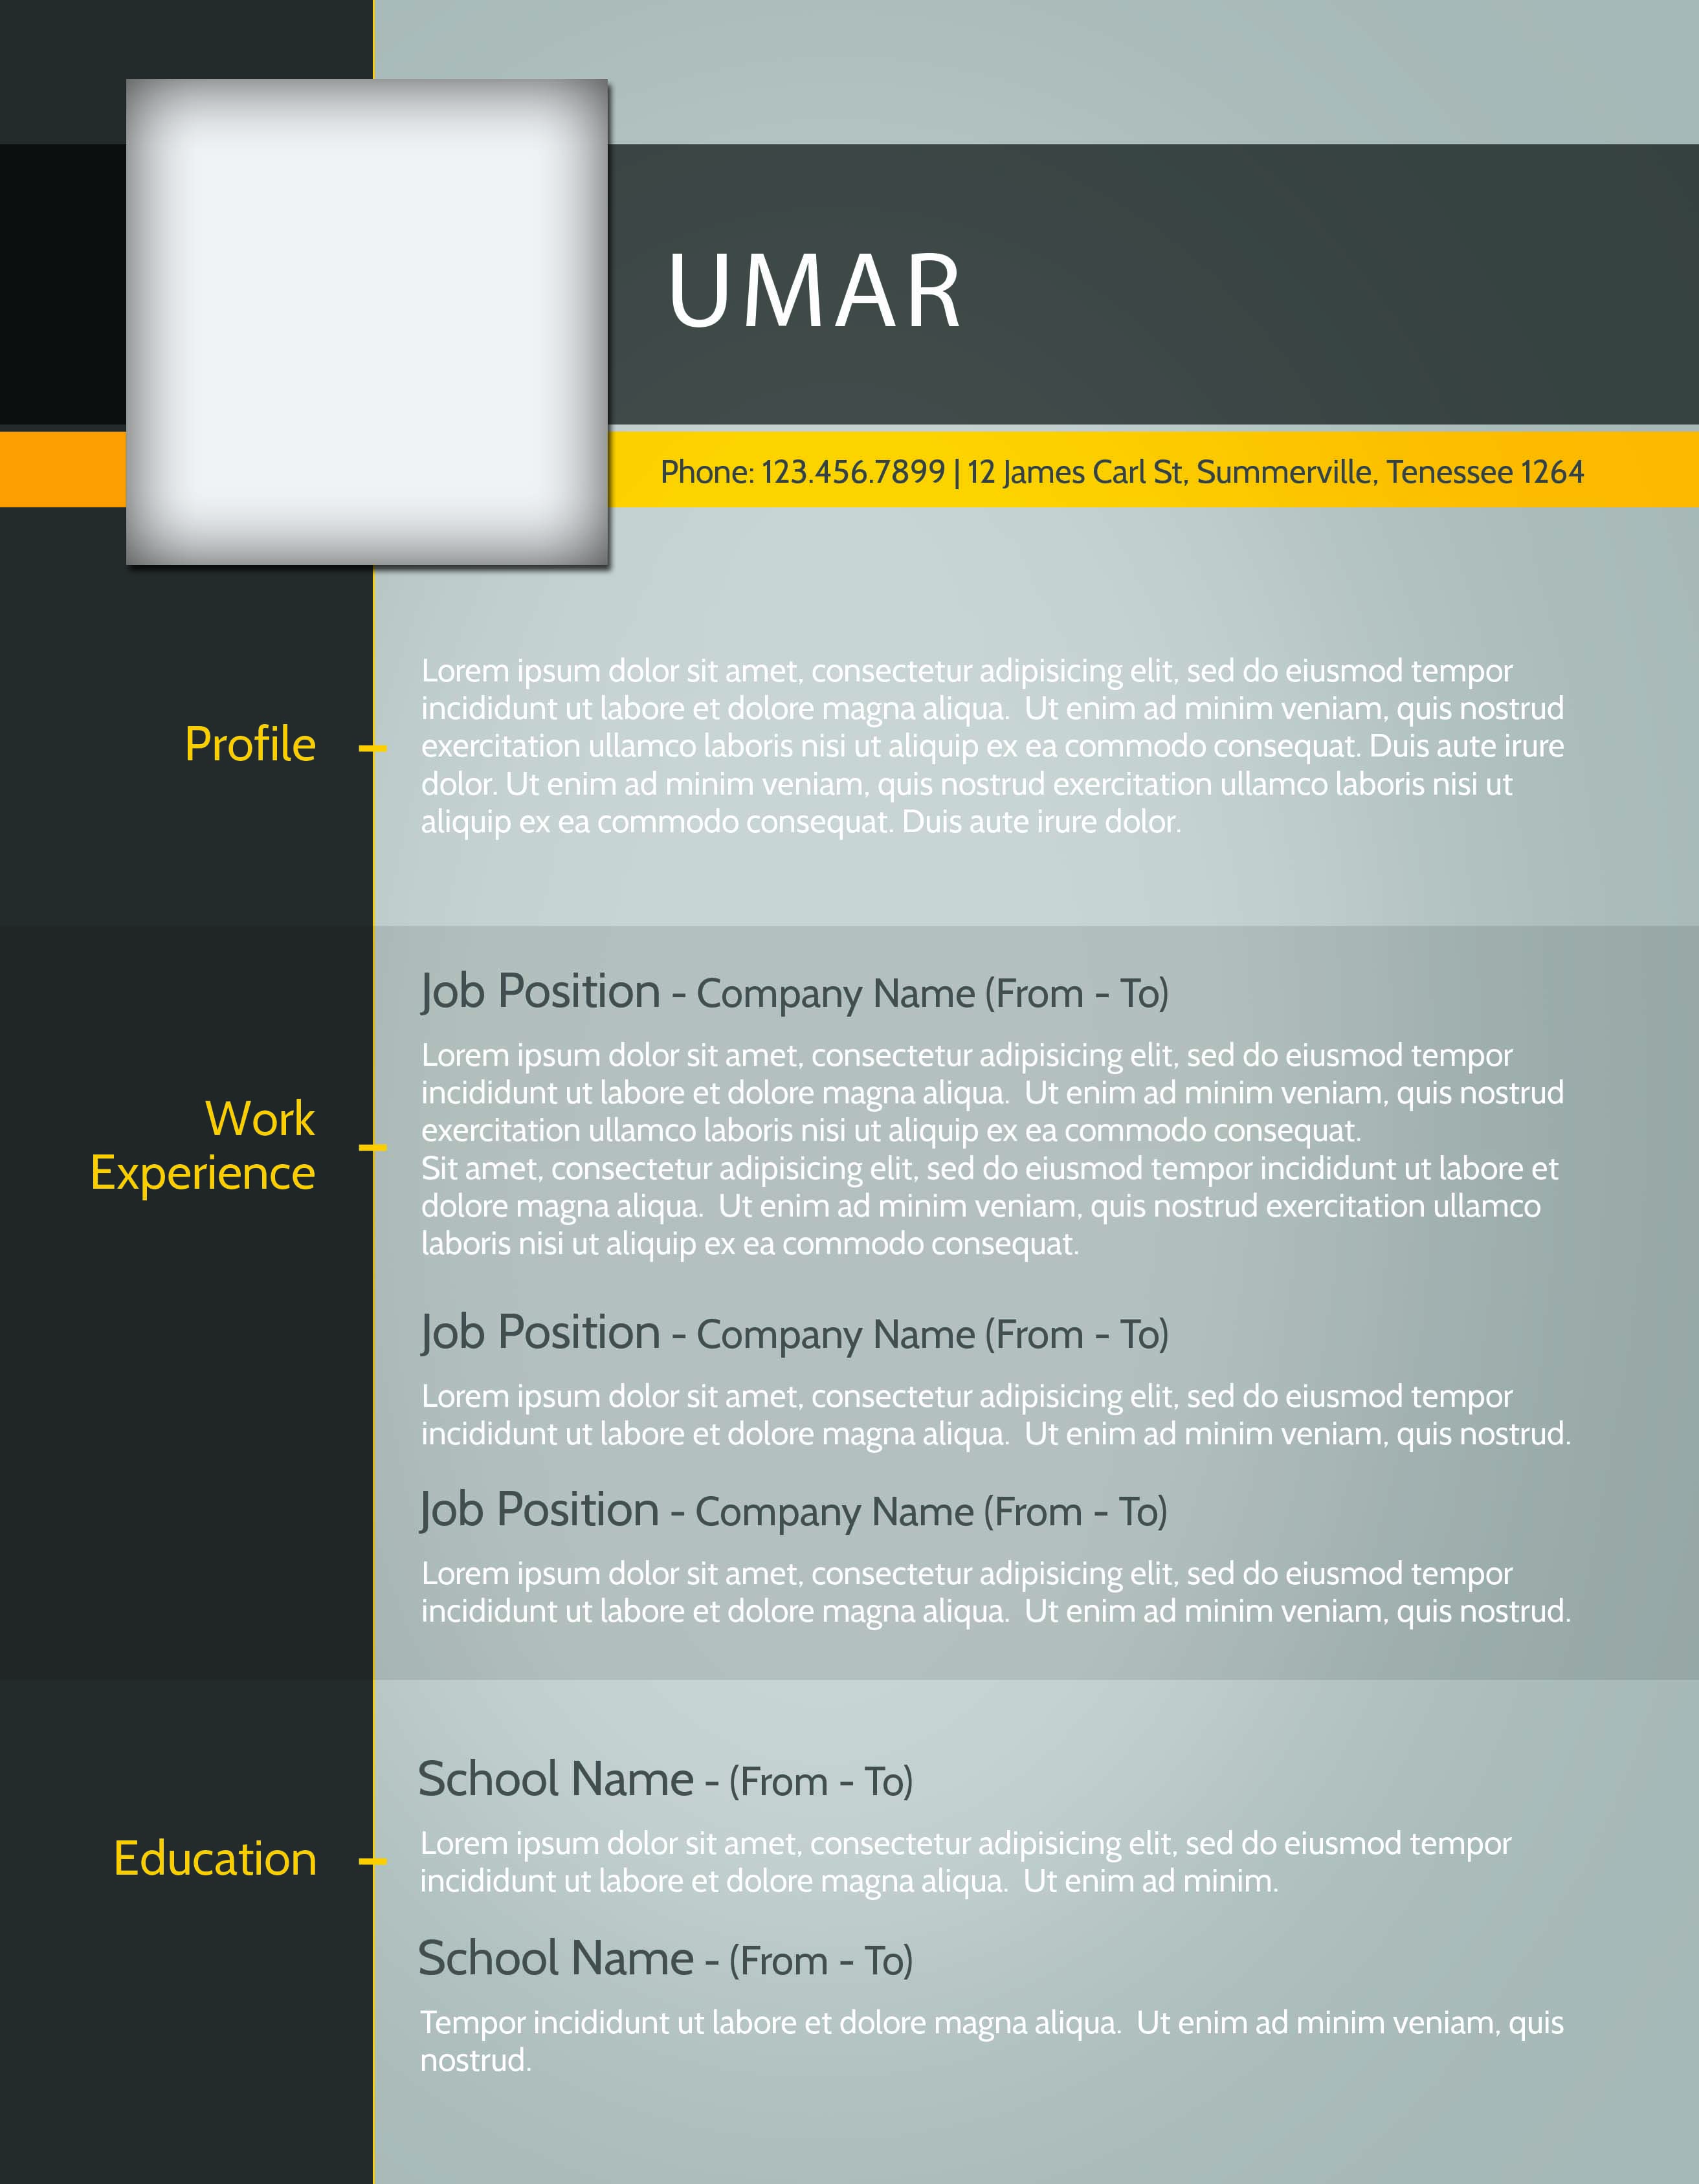 UMAR
Phone: 123.456.7899 | 12 James Carl St, Summerville, Tenessee 1264
Profile
Lorem ipsum dolor sit amet, consectetur adipisicing elit, sed do eiusmod tempor
incididunt ut labore et dolore magna aliqua.  Ut enim ad minim veniam, quis nostrud
exercitation ullamco laboris nisi ut aliquip ex ea commodo consequat. Duis aute irure
dolor. Ut enim ad minim veniam, quis nostrud exercitation ullamco laboris nisi ut
aliquip ex ea commodo consequat. Duis aute irure dolor.
Work
Experience
Job Position - Company Name (From - To)
Lorem ipsum dolor sit amet, consectetur adipisicing elit, sed do eiusmod tempor
incididunt ut labore et dolore magna aliqua.  Ut enim ad minim veniam, quis nostrud
exercitation ullamco laboris nisi ut aliquip ex ea commodo consequat.
Sit amet, consectetur adipisicing elit, sed do eiusmod tempor incididunt ut labore et
dolore magna aliqua.  Ut enim ad minim veniam, quis nostrud exercitation ullamco
laboris nisi ut aliquip ex ea commodo consequat.
Job Position - Company Name (From - To)
Lorem ipsum dolor sit amet, consectetur adipisicing elit, sed do eiusmod tempor
incididunt ut labore et dolore magna aliqua.  Ut enim ad minim veniam, quis nostrud.
Job Position - Company Name (From - To)
Lorem ipsum dolor sit amet, consectetur adipisicing elit, sed do eiusmod tempor
incididunt ut labore et dolore magna aliqua.  Ut enim ad minim veniam, quis nostrud.
Education
School Name - (From - To)
Lorem ipsum dolor sit amet, consectetur adipisicing elit, sed do eiusmod tempor
incididunt ut labore et dolore magna aliqua.  Ut enim ad minim.
School Name - (From - To)
Tempor incididunt ut labore et dolore magna aliqua.  Ut enim ad minim veniam, quis
nostrud.